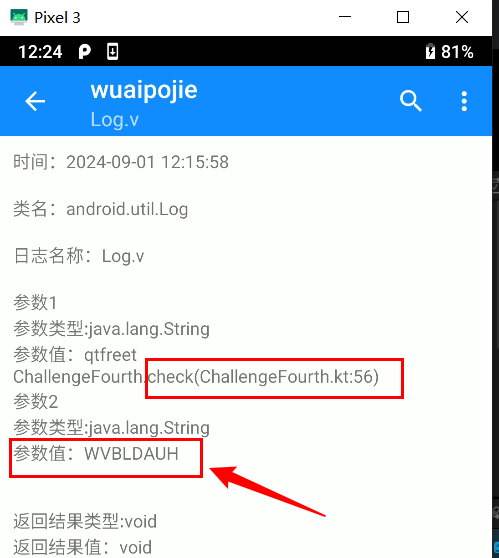 Pixel 3
12:24
81%
wuaipojie
Log.v
时间：2024-09-01 12:15:58
类名：android.util.Log
日志名称：Log.v
参数1
参数类型:java.lang.String
参数值：qtfreet
ChallengeFourth.check(ChallengeFourth.kt:56)
参数2
参数类型:java.lang.String
参数值：WVBLDAUH
返回结果类型:void
返回结果值：void